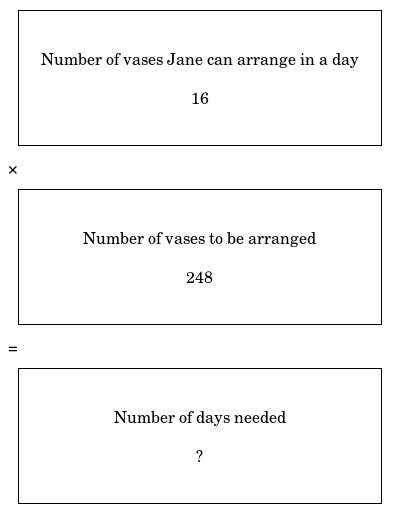 Number of vases Jane can arrange in a day
16
×
Number of vases to be arranged
248
=
Number of days needed
?